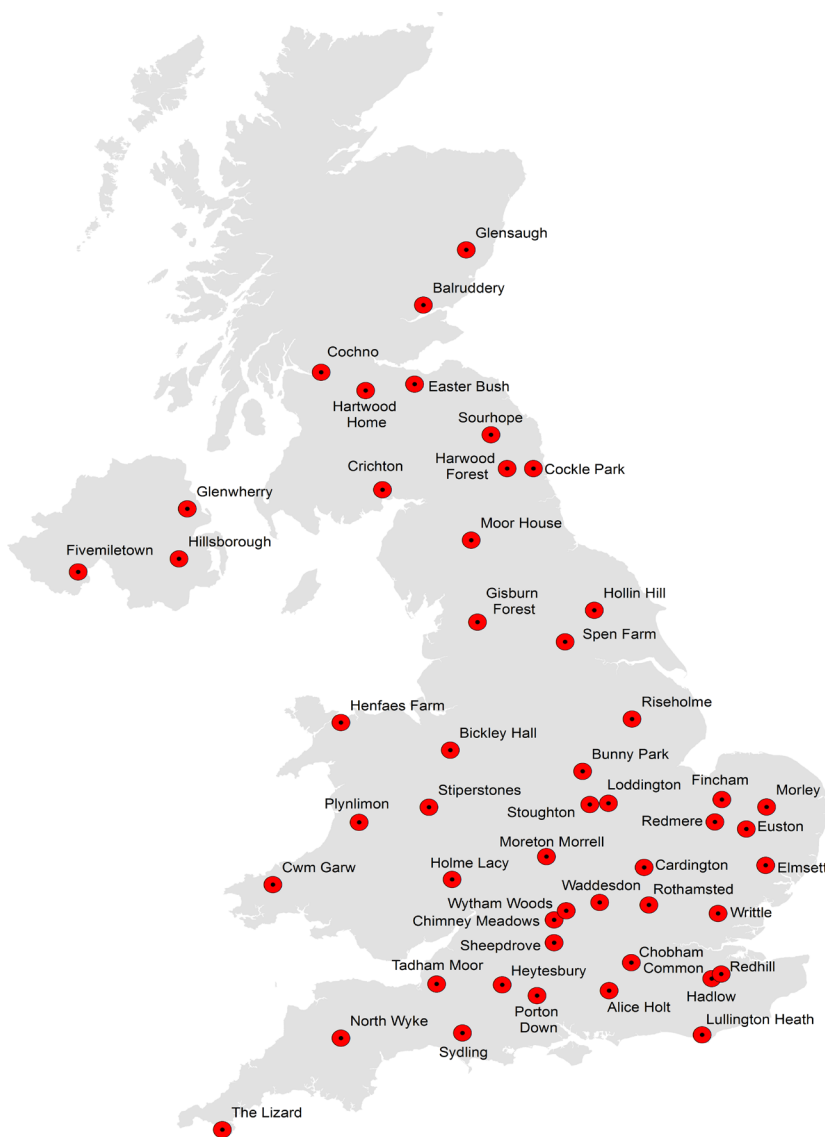 Glensaugh
Balruddery
Cochno
Easter Bush
Hartwood
Home
Sourhope
Harwood
Forest
Cockle Park
Crichton
Glenwherry
Moor House
Hillsborough
Fivemiletown
Gisburn
Forest
Hollin Hill
Spen Farm
Henfaes Farm
Riseholme
Bickley Hall
Bunny Park
Stiperstones
Loddington
Fincham
Morley
Plynlimon
Stoughton
Redmere
Euston
Moreton Morrell
Cwm Garw
Holme Lacy
Cardington
Elmsett
Waddesdon
Rothamsted
Wytham Woods
Chimney Meadows
Writtle
Sheepdrove
Chobham
Common
Tadham Moor
Heytesbury
Redhill
Hadlow
Porton
Down
Alice Holt
Lullington Heath
North Wyke
Sydling
The Lizard